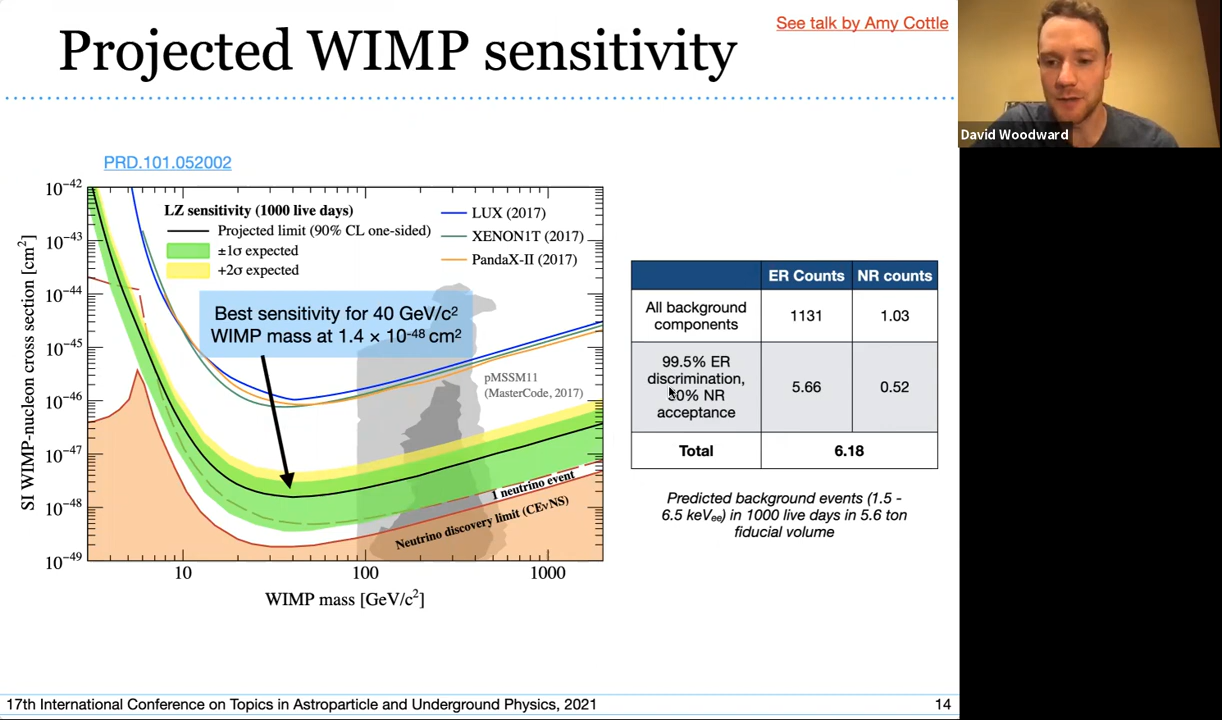 Projected WIMP sensitivity
See talk by Amy Cottle
David Woodward
PRD.101.052002
LZ sensitivity (1000 live days)
Projected limit (90% CL one-sided)
±1σ expected
+2σ expected
LUX (2017)
XENON1T (2017)
PandaX-II (2017)
Best sensitivity for 40 GeV/c²
WIMP mass at 1.4 × 10⁻⁴⁸ cm²
pMSSM11
(MasterCode, 2017)
1 neutrino event
Neutrino discovery limit (CEνNS)
SI WIMP-nucleon cross section [cm²]
10⁻⁴²
10⁻⁴³
10⁻⁴⁴
10⁻⁴⁵
10⁻⁴⁶
10⁻⁴⁷
10⁻⁴⁸
10⁻⁴⁹
10 100 1000
WIMP mass [GeV/c²]
ER Counts NR counts
All background
components
1131 1.03
99.5% ER
discrimination,
50% NR
acceptance
5.66 0.52
Total 6.18
Predicted background events (1.5 -
6.5 keVₑₑ) in 1000 live days in 5.6 ton
fiducial volume
17th International Conference on Topics in Astroparticle and Underground Physics, 2021
14